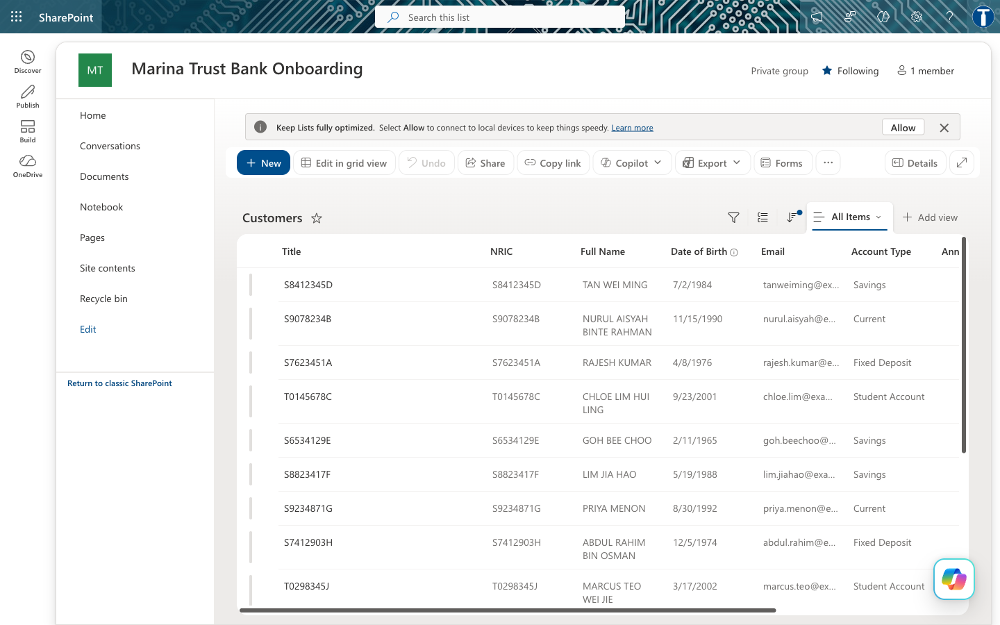 SharePoint
Search this list
Discover
Publish
Build
OneDrive
MT
Marina Trust Bank Onboarding
Private group
Following
1 member
Home
Conversations
Documents
Notebook
Pages
Site contents
Recycle bin
Edit
Return to classic SharePoint
Keep Lists fully optimized. Select Allow to connect to local devices to keep things speedy. Learn more
Allow
New
Edit in grid view
Undo
Share
Copy link
Copilot
Export
Forms
Details
Customers
All Items
Add view
Title NRIC Full Name Date of Birth Email Account Type Ann
S8412345D S8412345D TAN WEI MING 7/2/1984 tanweiming@ex... Savings
S9078234B S9078234B NURUL AISYAH 11/15/1990 nurul.aisyah@e... Current
BINTE RAHMAN
S7623451A S7623451A RAJESH KUMAR 4/8/1976 rajesh.kumar@e... Fixed Deposit
T0145678C T0145678C CHLOE LIM HUI 9/23/2001 chloe.lim@exa... Student Account
LING
S6534129E S6534129E GOH BEE CHOO 2/11/1965 goh.beechoo@... Savings
S8823417F S8823417F LIM JIA HAO 5/19/1988 lim.jiahao@exa... Savings
S9234871G S9234871G PRIYA MENON 8/30/1992 priya.menon@e... Current
S7412903H S7412903H ABDUL RAHIM 12/5/1974 abdul.rahim@e... Fixed Deposit
BIN OSMAN
T0298345J T0298345J MARCUS TEO 3/17/2002 marcus.teo@ex... Student Account
WEI JIE